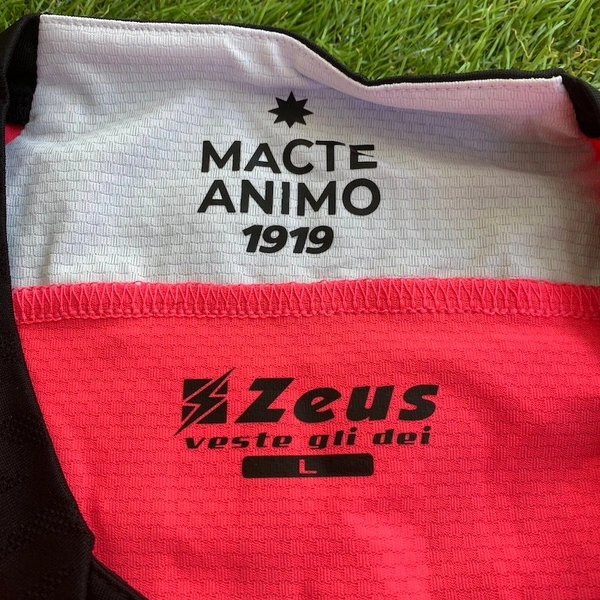 MACTE
ANIMO
1919
Zeus
veste gli dei
L